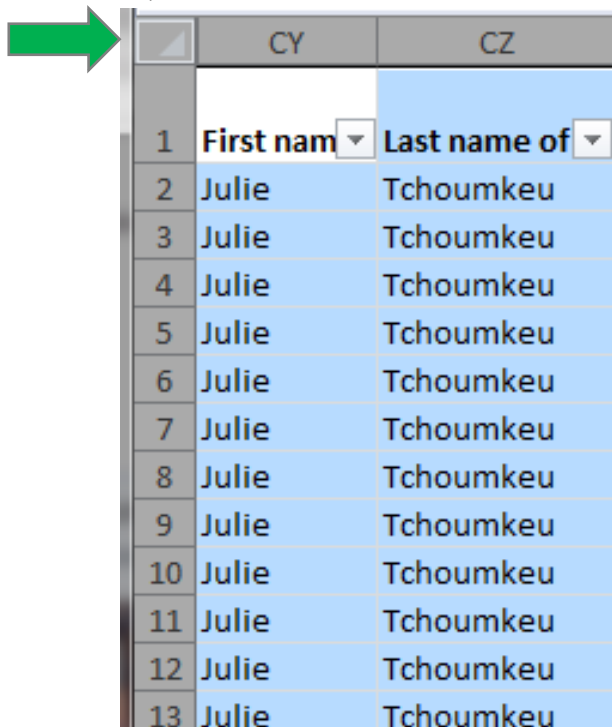 CY CZ
1 First nam Last name of
2 Julie Tchoumkeu
3 Julie Tchoumkeu
4 Julie Tchoumkeu
5 Julie Tchoumkeu
6 Julie Tchoumkeu
7 Julie Tchoumkeu
8 Julie Tchoumkeu
9 Julie Tchoumkeu
10 Julie Tchoumkeu
11 Julie Tchoumkeu
12 Julie Tchoumkeu
13 Julie Tchoumkeu